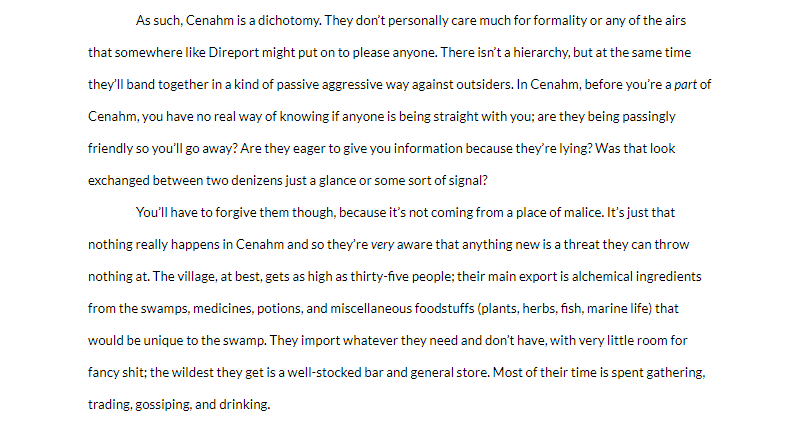 As such, Cenahm is a dichotomy. They don't personally care much for formality or any of the airs
that somewhere like Direport might put on to please anyone. There isn't a hierarchy, but at the same time
they'll band together in a kind of passive aggressive way against outsiders. In Cenahm, before you're a part of
Cenahm, you have no real way of knowing if anyone is being straight with you; are they being passingly
friendly so you'll go away? Are they eager to give you information because they're lying? Was that look
exchanged between two denizens just a glance or some sort of signal?
You'll have to forgive them though, because it's not coming from a place of malice. It's just that
nothing really happens in Cenahm and so they're very aware that anything new is a threat they can throw
nothing at. The village, at best, gets as high as thirty-five people; their main export is alchemical ingredients
from the swamps, medicines, potions, and miscellaneous foodstuffs (plants, herbs, fish, marine life) that
would be unique to the swamp. They import whatever they need and don't have, with very little room for
fancy shit; the wildest they get is a well-stocked bar and general store. Most of their time is spent gathering,
trading, gossiping, and drinking.